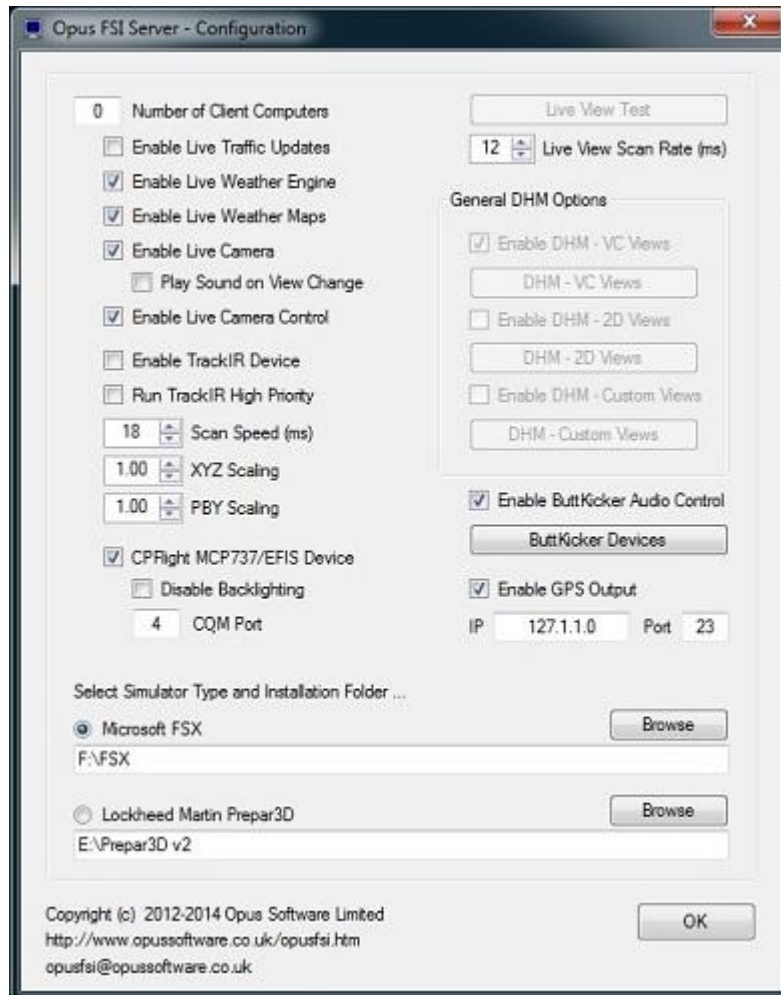 Opus FSI Server - Configuration
0 Number of Client Computers
Enable Live Traffic Updates
Enable Live Weather Engine
Enable Live Weather Maps
Enable Live Camera
Play Sound on View Change
Enable Live Camera Control
Enable TrackIR Device
Run TrackIR High Priority
18 Scan Speed (ms)
1.00 XYZ Scaling
1.00 PBY Scaling
CPFlight MCP737/EFIS Device
Disable Backlighting
4 COM Port
Live View Test
12 Live View Scan Rate (ms)
General DHM Options
Enable DHM - VC Views
DHM - VC Views
Enable DHM - 2D Views
DHM - 2D Views
Enable DHM - Custom Views
DHM - Custom Views
Enable ButtKicker Audio Control
ButtKicker Devices
Enable GPS Output
IP 127.1.1.0 Port 23
Select Simulator Type and Installation Folder ...
Microsoft FSX Browse
F:\FSX
Lockheed Martin Prepar3D Browse
E:\Prepar3D v2
Copyright (c) 2012-2014 Opus Software Limited
http://www.opussoftware.co.uk/opusfsi.htm
opusfsi@opussoftware.co.uk
OK